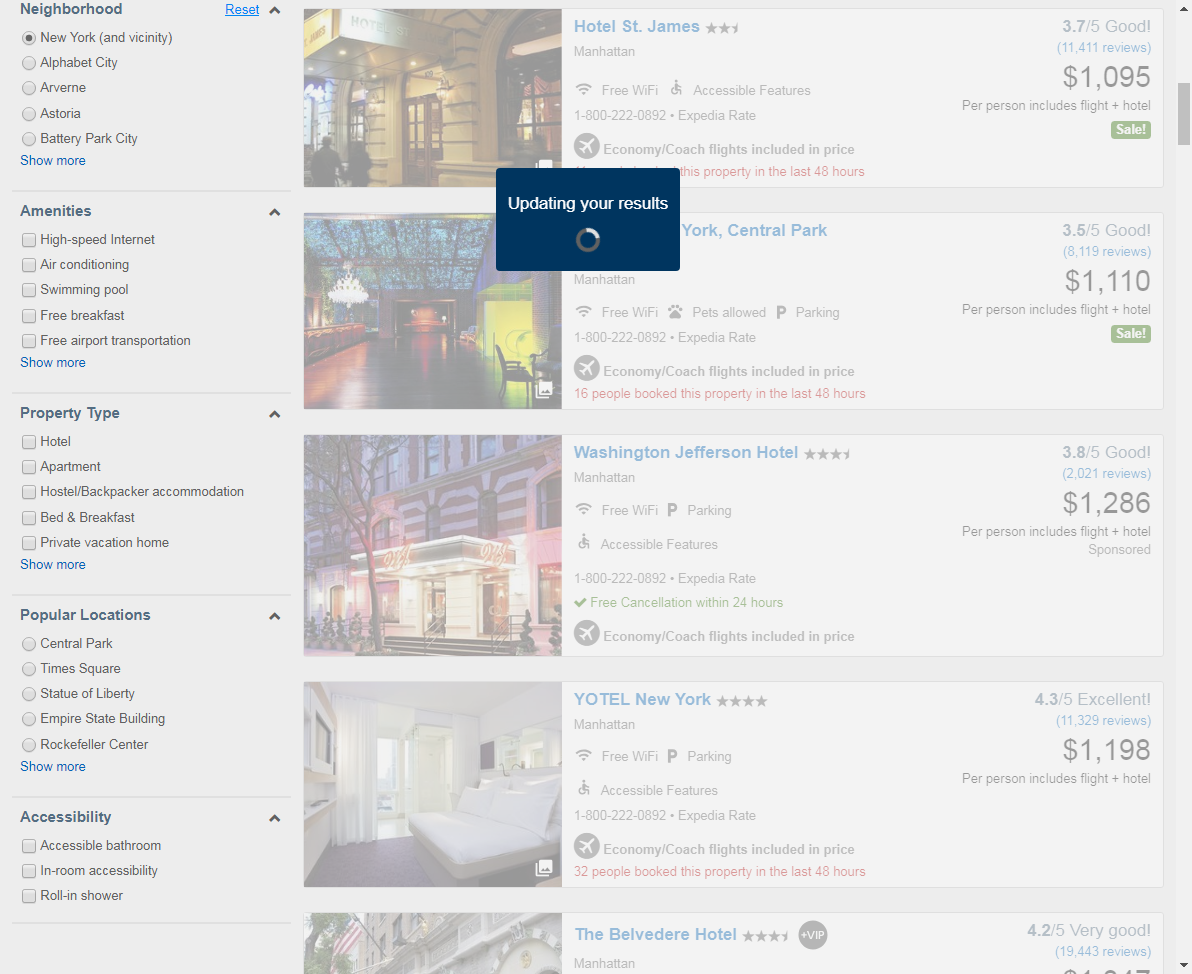 Neighborhood Reset
New York (and vicinity)
Alphabet City
Arverne
Astoria
Battery Park City
Show more
Amenities
High-speed Internet
Air conditioning
Swimming pool
Free breakfast
Free airport transportation
Show more
Property Type
Hotel
Apartment
Hostel/Backpacker accommodation
Bed & Breakfast
Private vacation home
Show more
Popular Locations
Central Park
Times Square
Statue of Liberty
Empire State Building
Rockefeller Center
Show more
Accessibility
Accessible bathroom
In-room accessibility
Roll-in shower
HOTEL ST
JAMES
Hotel St. James
Manhattan
Free WiFi Accessible Features
1-800-222-0892 • Expedia Rate
Economy/Coach flights included in price
this property in the last 48 hours
3.7/5 Good!
(11,411 reviews)
$1,095
Per person includes flight + hotel
Sale!
Updating your results
York, Central Park
Manhattan
Free WiFi Pets allowed P Parking
1-800-222-0892 • Expedia Rate
Economy/Coach flights included in price
16 people booked this property in the last 48 hours
3.5/5 Good!
(8,119 reviews)
$1,110
Per person includes flight + hotel
Sale!
Washington Jefferson Hotel
Manhattan
Free WiFi P Parking
Accessible Features
1-800-222-0892 • Expedia Rate
Free Cancellation within 24 hours
Economy/Coach flights included in price
3.8/5 Good!
(2,021 reviews)
$1,286
Per person includes flight + hotel
Sponsored
YOTEL New York
Manhattan
Free WiFi P Parking
Accessible Features
1-800-222-0892 • Expedia Rate
Economy/Coach flights included in price
32 people booked this property in the last 48 hours
4.3/5 Excellent!
(11,329 reviews)
$1,198
Per person includes flight + hotel
The Belvedere Hotel +VIP
Manhattan
4.2/5 Very good!
(19,443 reviews)